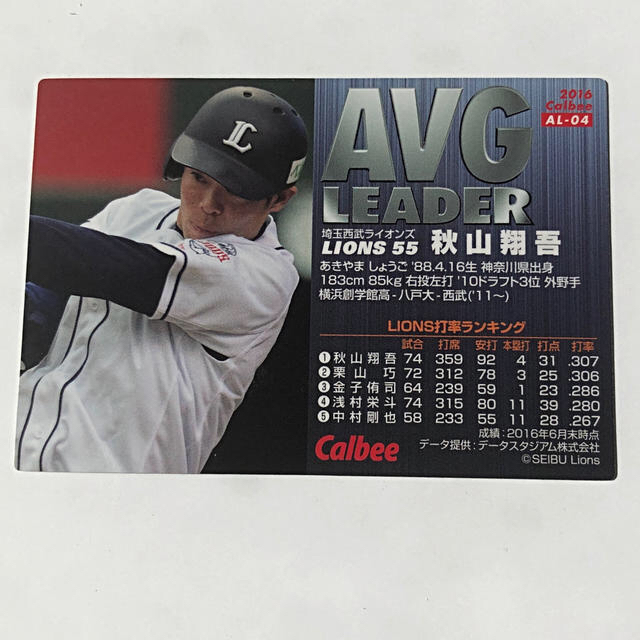 2016
Calbee
AL-04
AVG
LEADER
L
埼玉西武ライオンズ
LIONS 55 秋山翔吾
あきやま しょうご '88.4.16生 神奈川県出身
183cm 85kg 右投左打 '10ドラフト3位 外野手
横浜創学館高-八戸大-西武('11〜)
LIONS打率ランキング
試合 打席 安打 本塁打 打点 打率
①秋山翔吾 74 359 92 4 31 .307
②栗山 巧 72 312 78 3 25 .306
③金子侑司 64 239 59 1 23 .286
④浅村栄斗 74 315 80 11 39 .280
⑤中村剛也 58 233 55 11 28 .267
成績:2016年6月末時点
Calbee
データ提供:データスタジアム株式会社
©SEIBU Lions